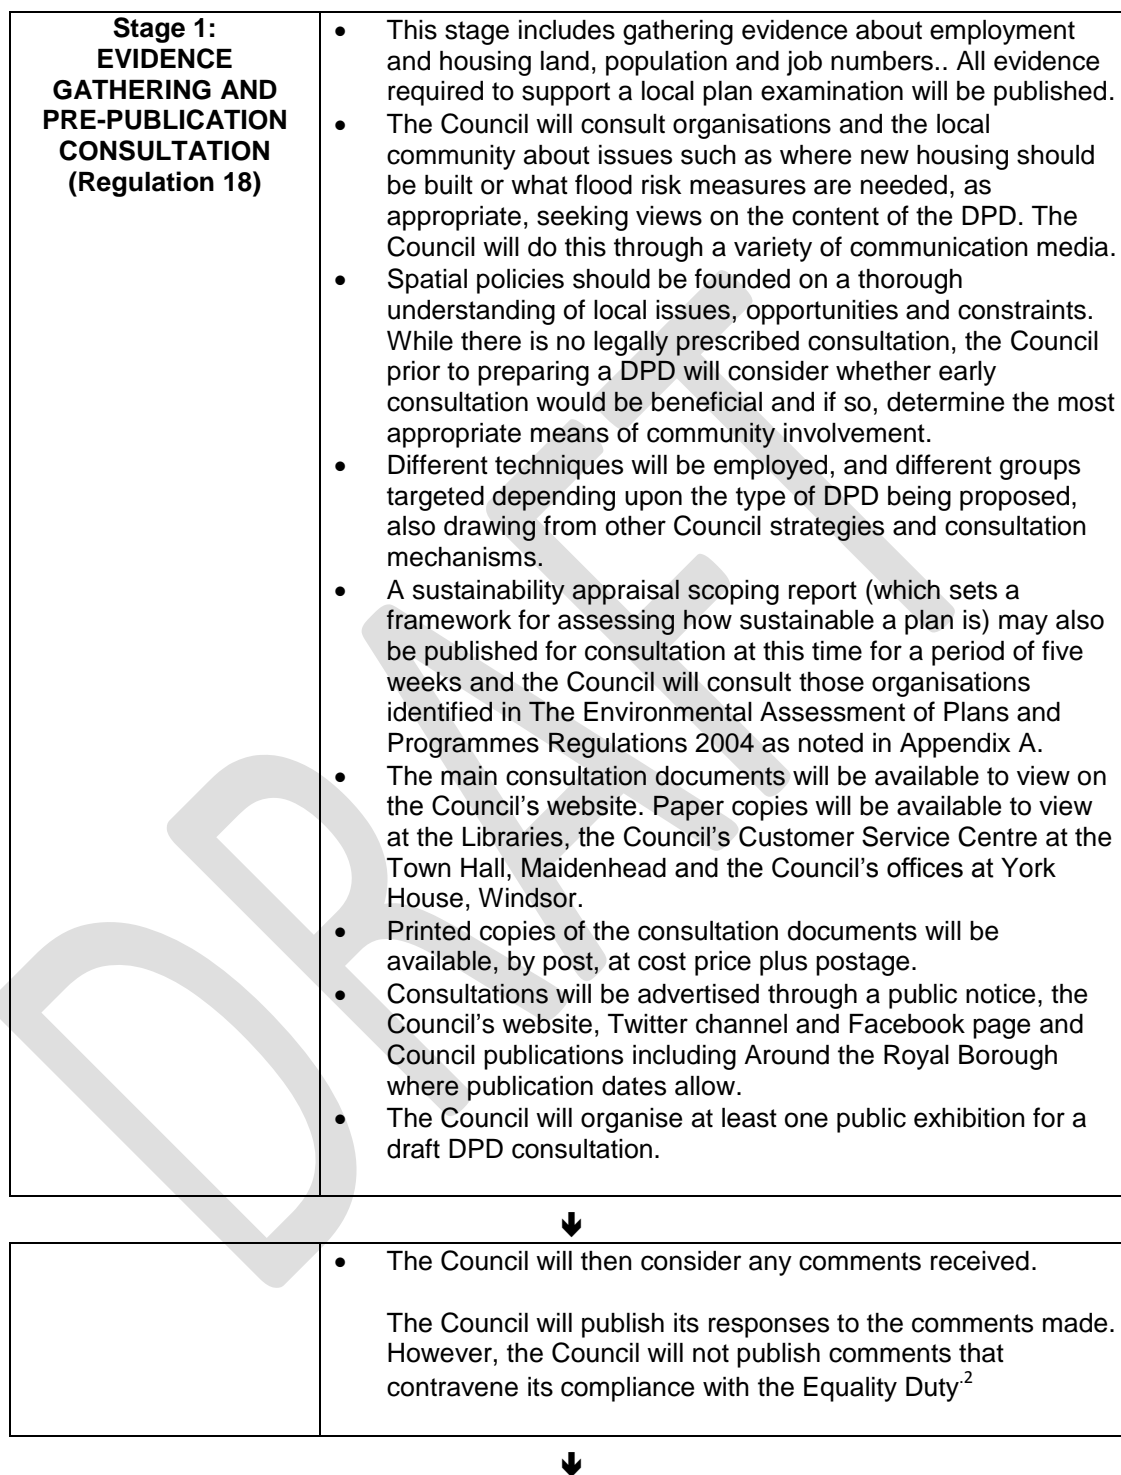 Stage 1:
EVIDENCE
GATHERING AND
PRE-PUBLICATION
CONSULTATION
(Regulation 18)
• This stage includes gathering evidence about employment
and housing land, population and job numbers.. All evidence
required to support a local plan examination will be published.
• The Council will consult organisations and the local
community about issues such as where new housing should
be built or what flood risk measures are needed, as
appropriate, seeking views on the content of the DPD. The
Council will do this through a variety of communication media.
• Spatial policies should be founded on a thorough
understanding of local issues, opportunities and constraints.
While there is no legally prescribed consultation, the Council
prior to preparing a DPD will consider whether early
consultation would be beneficial and if so, determine the most
appropriate means of community involvement.
• Different techniques will be employed, and different groups
targeted depending upon the type of DPD being proposed,
also drawing from other Council strategies and consultation
mechanisms.
• A sustainability appraisal scoping report (which sets a
framework for assessing how sustainable a plan is) may also
be published for consultation at this time for a period of five
weeks and the Council will consult those organisations
identified in The Environmental Assessment of Plans and
Programmes Regulations 2004 as noted in Appendix A.
• The main consultation documents will be available to view on
the Council’s website. Paper copies will be available to view
at the Libraries, the Council’s Customer Service Centre at the
Town Hall, Maidenhead and the Council’s offices at York
House, Windsor.
• Printed copies of the consultation documents will be
available, by post, at cost price plus postage.
• Consultations will be advertised through a public notice, the
Council’s website, Twitter channel and Facebook page and
Council publications including Around the Royal Borough
where publication dates allow.
• The Council will organise at least one public exhibition for a
draft DPD consultation.
• The Council will then consider any comments received.
The Council will publish its responses to the comments made.
However, the Council will not publish comments that
contravene its compliance with the Equality Duty.2
DRAFT